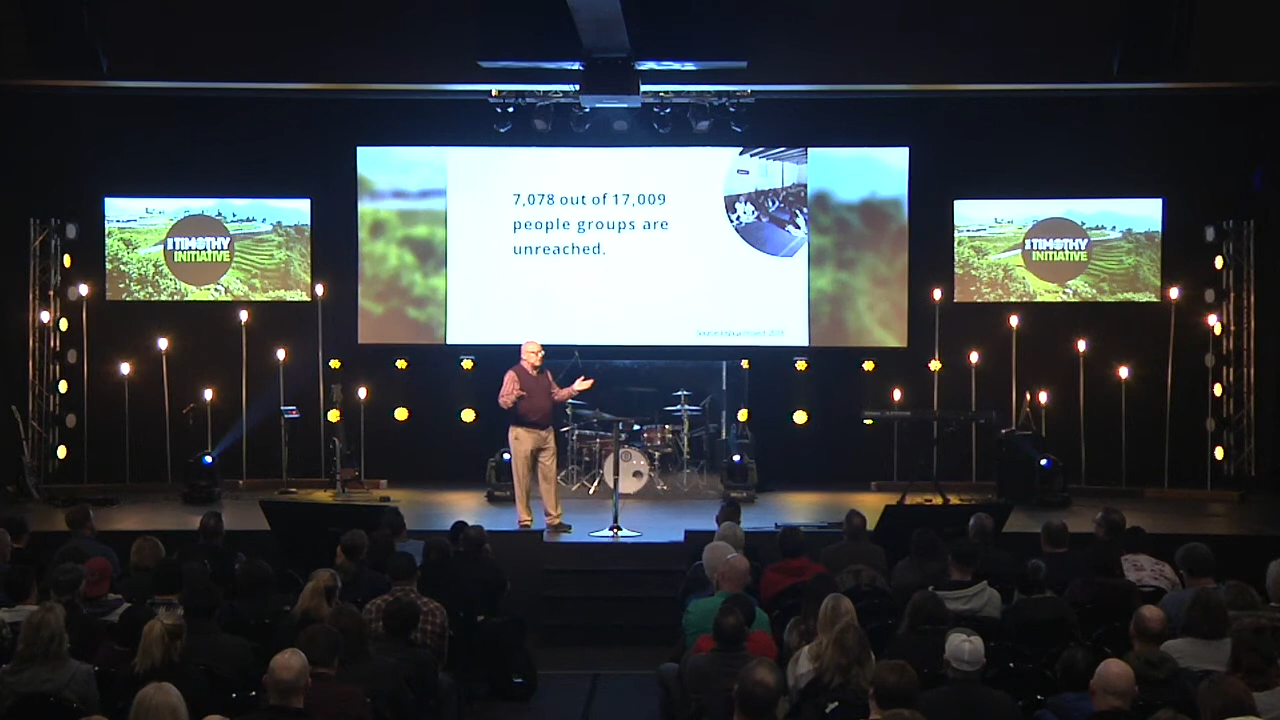 THE TIMOTHY
INITIATIVE
7,078 out of 17,009
people groups are
unreached.
THE TIMOTHY
INITIATIVE